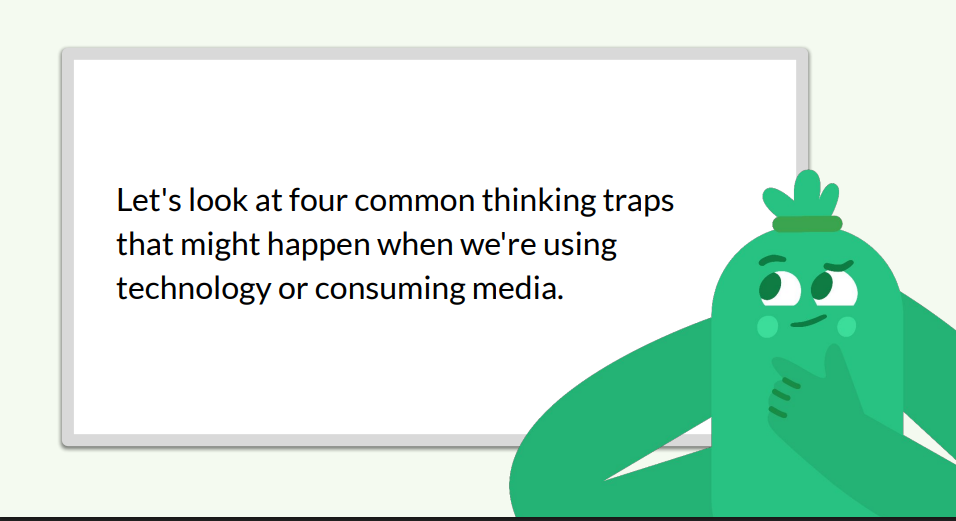 Let's look at four common thinking traps
that might happen when we're using
technology or consuming media.